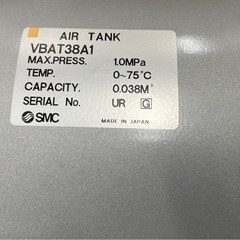 AIR TANK
VBAT38A1
MAX.PRESS. 1.0MPa
TEMP. 0~75°C
CAPACITY. 0.038M³
SERIAL No. UR G
SMC MADE IN JAPAN